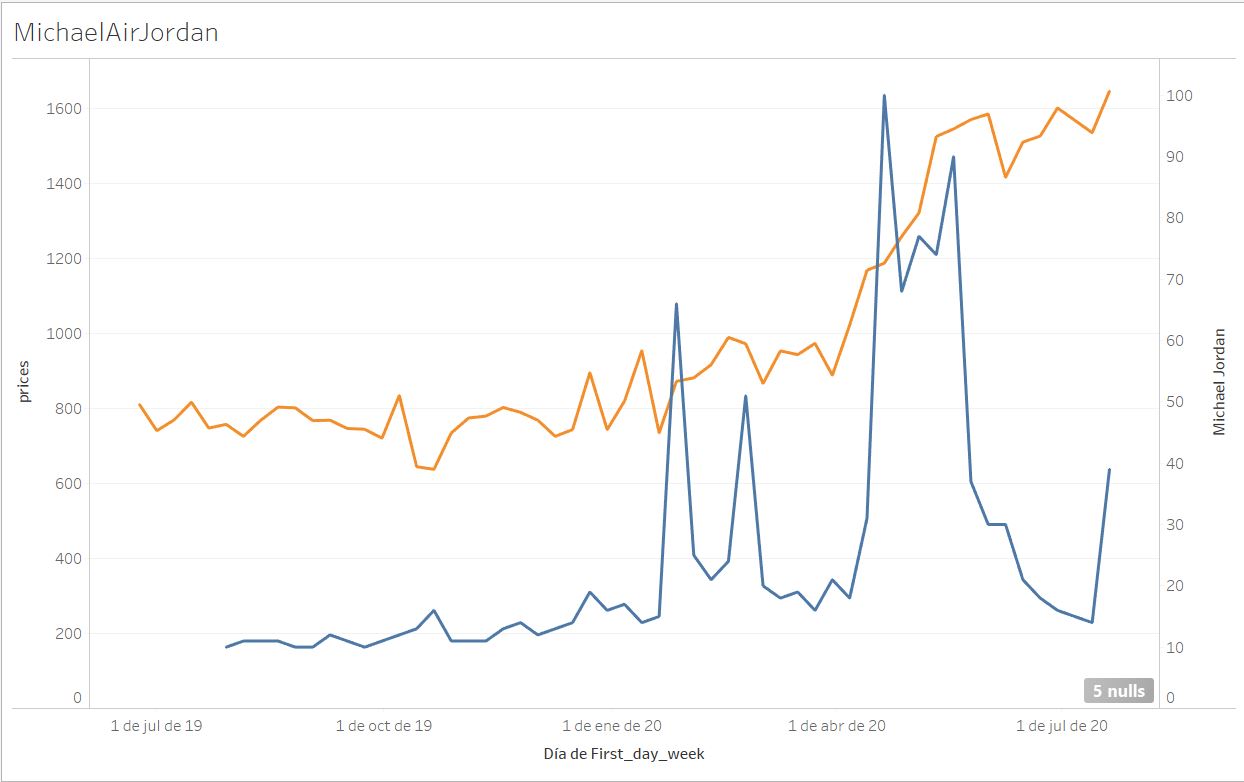 MichaelAirJordan
1600
1400
1200
1000
800
600
400
200
0
prices
100
90
80
70
60
50
40
30
20
10
0
Michael Jordan
5 nulls
1 de jul de 19
1 de oct de 19
1 de ene de 20
1 de abr de 20
1 de jul de 20
Día de First_day_week